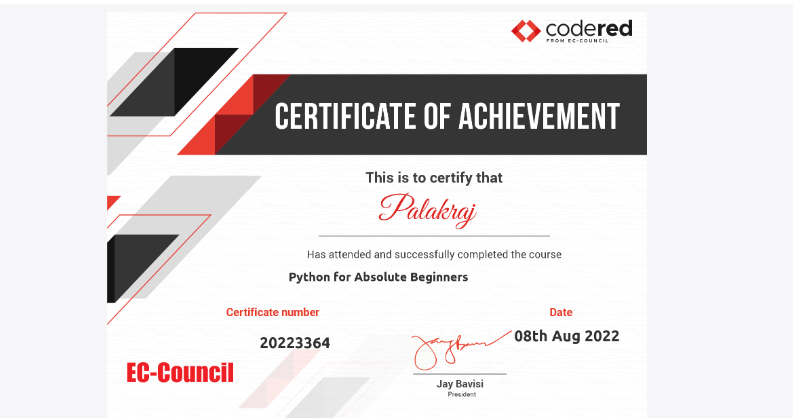 codered
FROM EC-COUNCIL
CERTIFICATE OF ACHIEVEMENT
This is to certify that
Palakraj
Has attended and successfully completed the course
Python for Absolute Beginners
Certificate number
Date
20223364
08th Aug 2022
EC-Council
Jay Bavisi
President